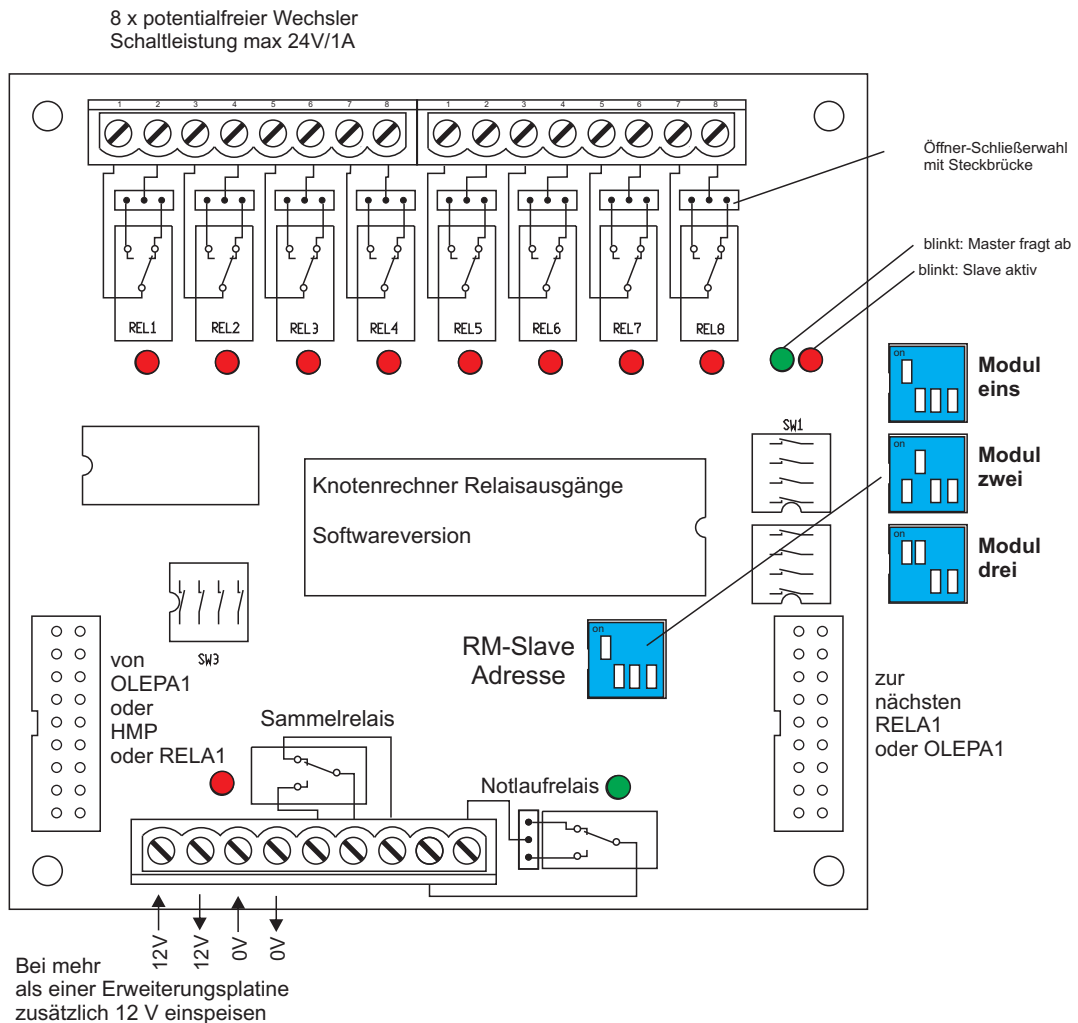 8 x potentialfreier Wechsler
Schaltleistung max 24V/1A
1 2 3 4 5 6 7 8 1 2 3 4 5 6 7 8
Öffner-Schließerwahl
mit Steckbrücke
blinkt: Master fragt ab
blinkt: Slave aktiv
REL1 REL2 REL3 REL4 REL5 REL6 REL7 REL8
on
Modul
eins
SW1
on
Modul
zwei
Knotenrechner Relaisausgänge
Softwareversion
on
Modul
drei
SW3
on
RM-Slave
Adresse
von
OLEPA1
oder
HMP
oder RELA1
zur
nächsten
RELA1
oder OLEPA1
Sammelrelais
Notlaufrelais
12V
12V
0V
0V
Bei mehr
als einer Erweiterungsplatine
zusätzlich 12 V einspeisen